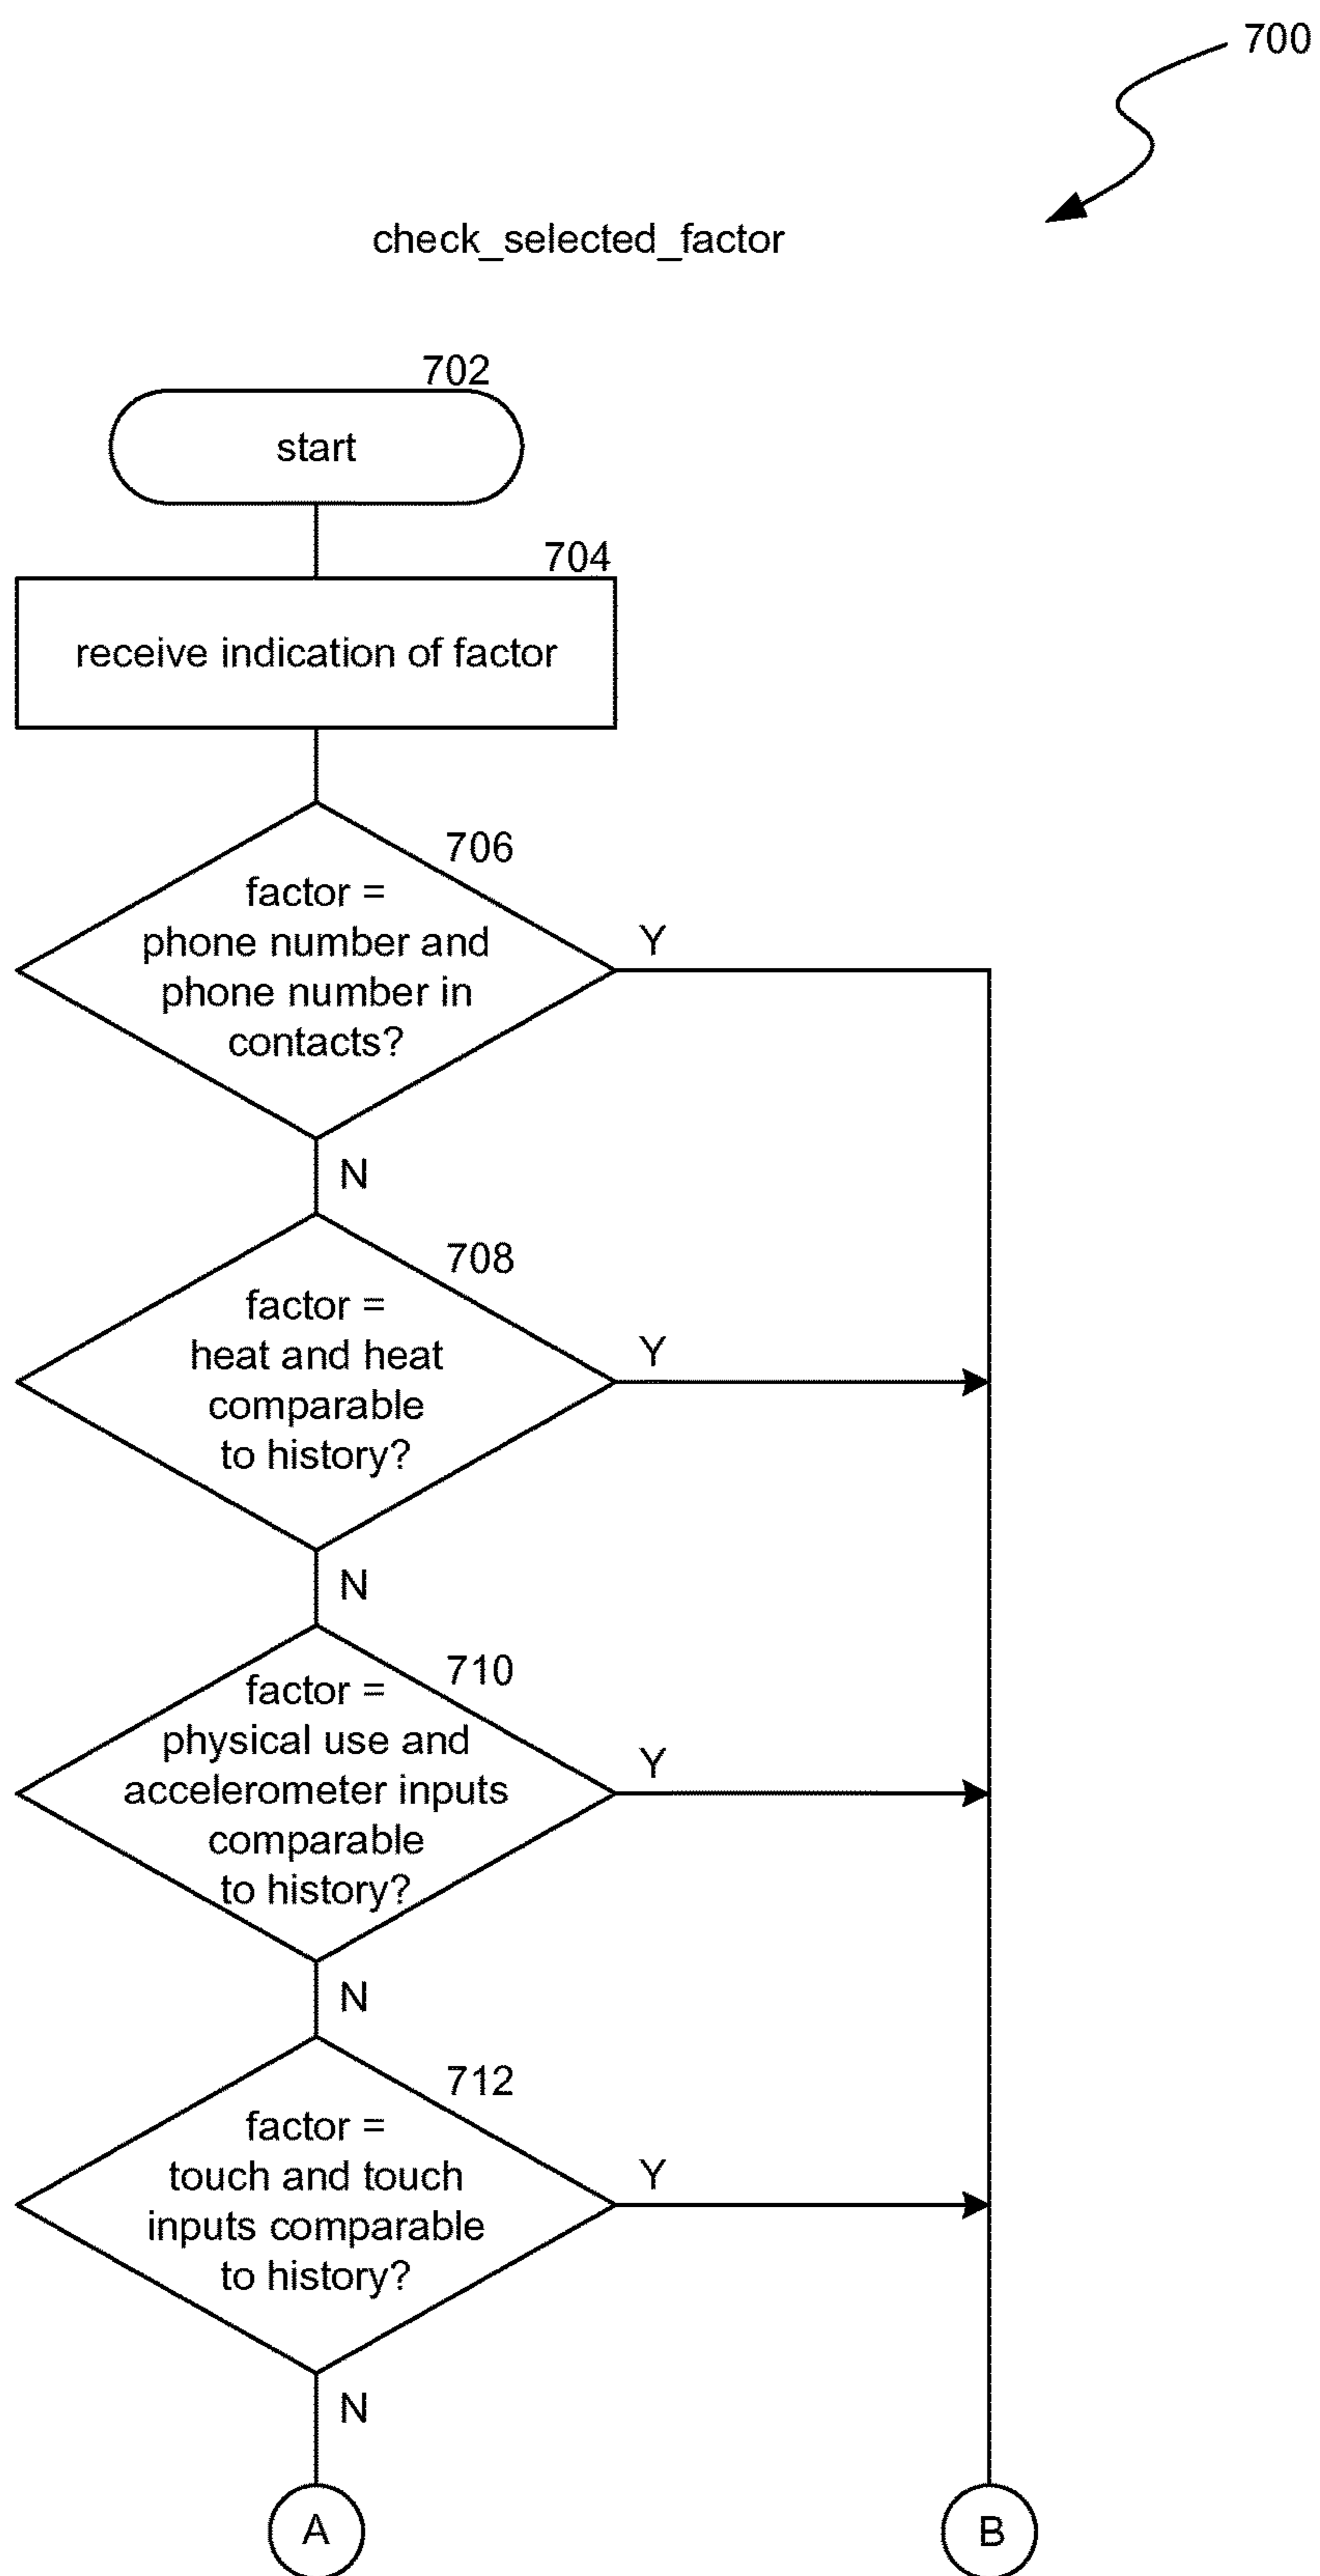 700
check_selected_factor
702
start
704
receive indication of factor
706
factor =
phone number and
phone number in
contacts?
Y
N
708
factor =
heat and heat
comparable
to history?
Y
N
710
factor =
physical use and
accelerometer inputs
comparable
to history?
Y
N
712
factor =
touch and touch
inputs comparable
to history?
Y
N
A
B